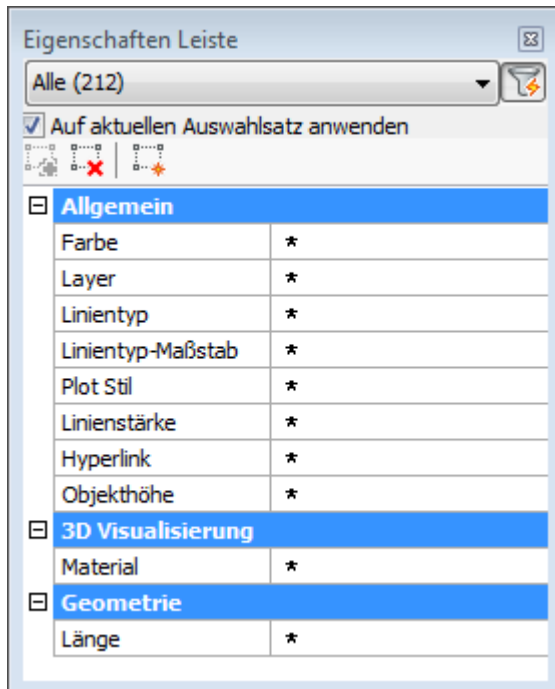 Eigenschaften Leiste
Alle (212)
Auf aktuellen Auswahlsatz anwenden
Allgemein
Farbe *
Layer *
Linientyp *
Linientyp-Maßstab *
Plot Stil *
Linienstärke *
Hyperlink *
Objekthöhe *
3D Visualisierung
Material *
Geometrie
Länge *